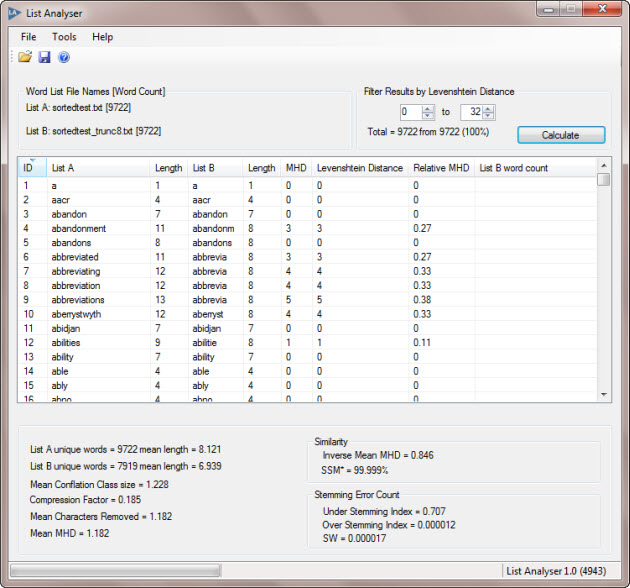 LA List Analyser
File Tools Help
Word List File Names [Word Count]
List A: sortedtest.txt [9722]
List B: sortedtest_trunc8.txt [9722]
Filter Results by Levenshtein Distance
0 to 32
Total = 9722 from 9722 (100%)
Calculate
ID List A Length List B Length MHD Levenshtein Distance Relative MHD List B word count
1 a 1 a 1 0 0 0
2 aacr 4 aacr 4 0 0 0
3 abandon 7 abandon 7 0 0 0
4 abandonment 11 abandonm 8 3 3 0.27
5 abandons 8 abandons 8 0 0 0
6 abbreviated 11 abbrevia 8 3 3 0.27
7 abbreviating 12 abbrevia 8 4 4 0.33
8 abbreviation 12 abbrevia 8 4 4 0.33
9 abbreviations 13 abbrevia 8 5 5 0.38
10 aberrystwyth 12 aberryst 8 4 4 0.33
11 abidjan 7 abidjan 7 0 0 0
12 abilities 9 abilitie 8 1 1 0.11
13 ability 7 ability 7 0 0 0
14 able 4 able 4 0 0 0
15 ably 4 ably 4 0 0 0
16 abno 4 abno 4 0 0 0
List A unique words = 9722 mean length = 8.121
List B unique words = 7919 mean length = 6.939
Mean Conflation Class size = 1.228
Compression Factor = 0.185
Mean Characters Removed = 1.182
Mean MHD = 1.182
Similarity
Inverse Mean MHD = 0.846
SSM* = 99.999%
Stemming Error Count
Under Stemming Index = 0.707
Over Stemming Index = 0.000012
SW = 0.000017
List Analyser 1.0 (4943)